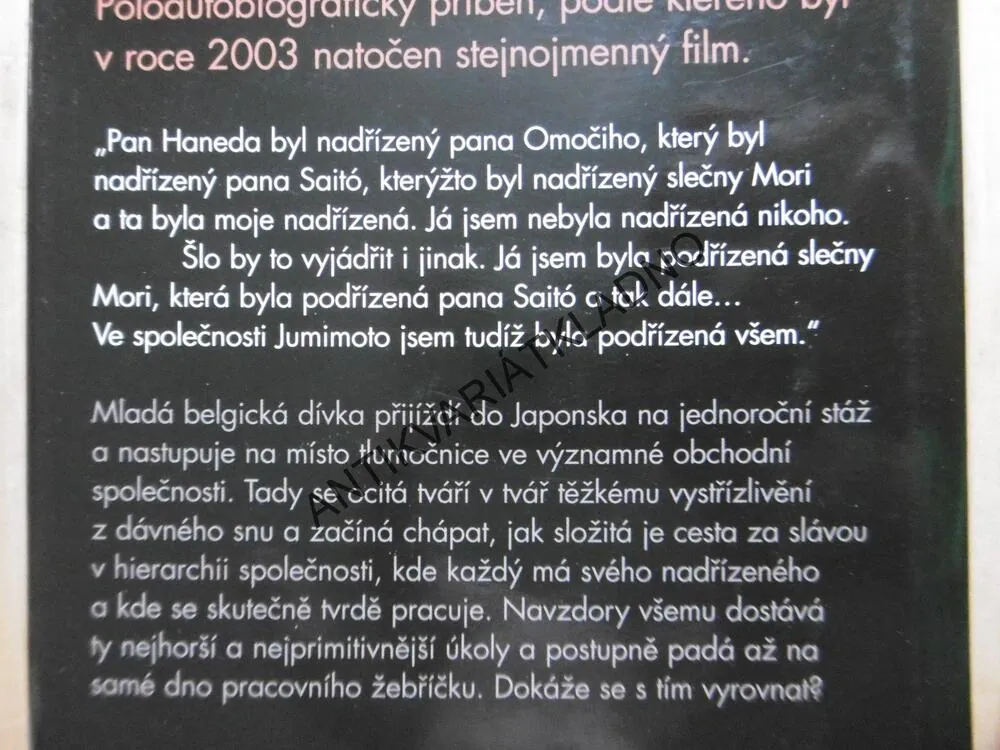 Poloautobiografický příběh, podle kterého byl
v roce 2003 natočen stejnojmenný film.
„Pan Haneda byl nadřízený pana Omočiho, který byl
nadřízený pana Saitó, kterýžto byl nadřízený slečny Mori
a ta byla moje nadřízená. Já jsem nebyla nadřízená nikoho.
Šlo by to vyjádřit i jinak. Já jsem byla podřízená slečny
Mori, která byla podřízená pana Saitó a tak dále...
Ve společnosti Jumimoto jsem tudíž byla podřízená všem.“
Mladá belgická dívka přijíždí do Japonska na jednoroční stáž
a nastupuje na místo tlumočnice ve významné obchodní
společnosti. Tady se ocitá tváří v tvář těžkému vystřízlivění
z dávného snu a začíná chápat, jak složitá je cesta za slávou
v hierarchii společnosti, kde každý má svého nadřízeného
a kde se skutečně tvrdě pracuje. Navzdory všemu dostává
ty nejhorší a nejprimitivnější úkoly a postupně padá až na
samé dno pracovního žebříčku. Dokáže se s tím vyrovnat?
ANTIKVARIÁTKLADNO